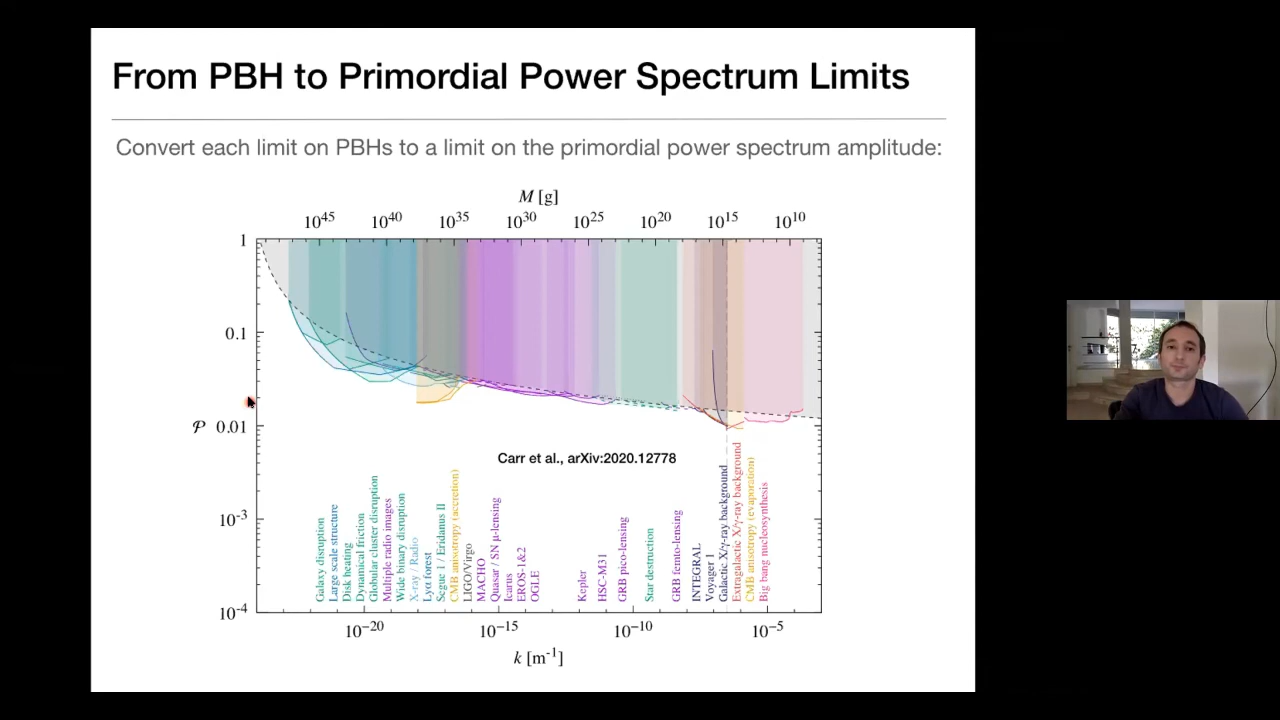 From PBH to Primordial Power Spectrum Limits
Convert each limit on PBHs to a limit on the primordial power spectrum amplitude:
M [g]
10^45 10^40 10^35 10^30 10^25 10^20 10^15 10^10
1
0.1
0.01
10^−3
10^−4
𝒫
Carr et al., arXiv:2020.12778
Galaxy disruption
Large scale structure
Disk heating
Dynamical friction
Globular cluster disruption
Multiple radio images
Wide binary disruption
X-ray / Radio
Lyα forest
Segue 1 / Eridanus II
CMB anisotropy (accretion)
LIGO/Virgo
MACHO
Quasar / SN μ-lensing
Icarus
EROS-1&2
OGLE
Kepler
HSC-M31
GRB pico-lensing
Star destruction
GRB femto-lensing
INTEGRAL
Voyager 1
Galactic X/γ-ray background
Extragalactic X/γ-ray background
CMB anisotropy (evaporation)
Big bang nucleosynthesis
10^−20 10^−15 10^−10 10^−5
k [m^-1]